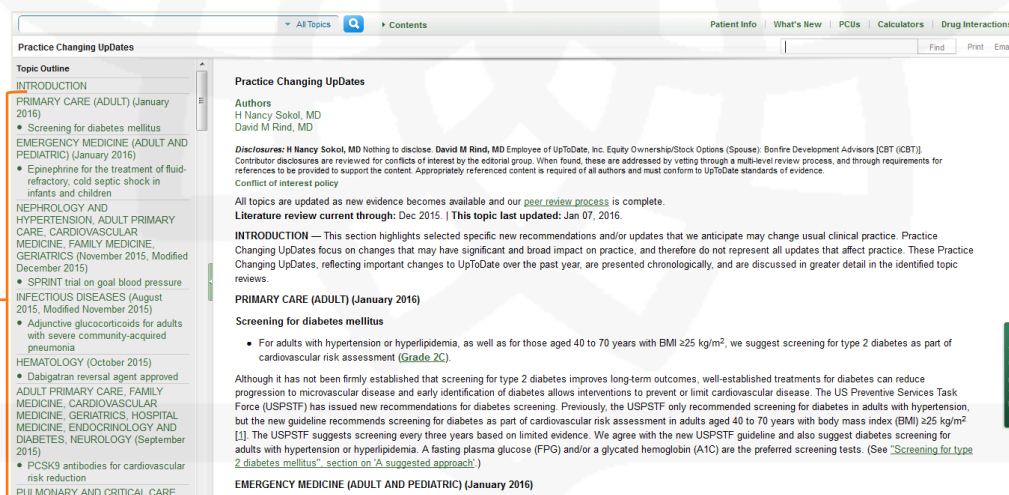 All Topics
Contents
Patient Info | What's New | PCUs | Calculators | Drug Interactions
Practice Changing UpDates
Find Print
Topic Outline
INTRODUCTION
PRIMARY CARE (ADULT) (January
2016)
• Screening for diabetes mellitus
EMERGENCY MEDICINE (ADULT AND
PEDIATRIC) (January 2016)
• Epinephrine for the treatment of fluid-
refractory, cold septic shock in
infants and children
NEPHROLOGY AND
HYPERTENSION, ADULT PRIMARY
CARE, CARDIOVASCULAR
MEDICINE, FAMILY MEDICINE,
GERIATRICS (November 2015, Modified
December 2015)
• SPRINT trial on goal blood pressure
INFECTIOUS DISEASES (August
2015, Modified November 2015)
• Adjunctive glucocorticoids for adults
with severe community-acquired
pneumonia
HEMATOLOGY (October 2015)
• Dabigatran reversal agent approved
ADULT PRIMARY CARE, FAMILY
MEDICINE, CARDIOVASCULAR
MEDICINE, GERIATRICS, HOSPITAL
MEDICINE, ENDOCRINOLOGY AND
DIABETES, NEUROLOGY (September
2015)
• PCSK9 antibodies for cardiovascular
risk reduction
PULMONARY AND CRITICAL CARE
Practice Changing UpDates
Authors
H Nancy Sokol, MD
David M Rind, MD
Disclosures: H Nancy Sokol, MD Nothing to disclose. David M Rind, MD Employee of UpToDate, Inc. Equity Ownership/Stock Options (Spouse): Bonfire Development Advisors [CBT (iCBT)].
Contributor disclosures are reviewed for conflicts of interest by the editorial group. When found, these are addressed by vetting through a multi-level review process, and through requirements for
references to be provided to support the content. Appropriately referenced content is required of all authors and must conform to UpToDate standards of evidence.
Conflict of interest policy
All topics are updated as new evidence becomes available and our peer review process is complete.
Literature review current through: Dec 2015. | This topic last updated: Jan 07, 2016.
INTRODUCTION — This section highlights selected specific new recommendations and/or updates that we anticipate may change usual clinical practice. Practice
Changing UpDates focus on changes that may have significant and broad impact on practice, and therefore do not represent all updates that affect practice. These Practice
Changing UpDates, reflecting important changes to UpToDate over the past year, are presented chronologically, and are discussed in greater detail in the identified topic
reviews.
PRIMARY CARE (ADULT) (January 2016)
Screening for diabetes mellitus
• For adults with hypertension or hyperlipidemia, as well as for those aged 40 to 70 years with BMI ≥25 kg/m², we suggest screening for type 2 diabetes as part of
cardiovascular risk assessment (Grade 2C).
Although it has not been firmly established that screening for type 2 diabetes improves long-term outcomes, well-established treatments for diabetes can reduce
progression to microvascular disease and early identification of diabetes allows interventions to prevent or limit cardiovascular disease. The US Preventive Services Task
Force (USPSTF) has issued new recommendations for diabetes screening. Previously, the USPSTF only recommended screening for diabetes in adults with hypertension,
but the new guideline recommends screening for diabetes as part of cardiovascular risk assessment in adults aged 40 to 70 years with body mass index (BMI) ≥25 kg/m²
[1]. The USPSTF suggests screening every three years based on limited evidence. We agree with the new USPSTF guideline and also suggest diabetes screening for
adults with hypertension or hyperlipidemia. A fasting plasma glucose (FPG) and/or a glycated hemoglobin (A1C) are the preferred screening tests. (See "Screening for type
2 diabetes mellitus", section on 'A suggested approach'.)
EMERGENCY MEDICINE (ADULT AND PEDIATRIC) (January 2016)